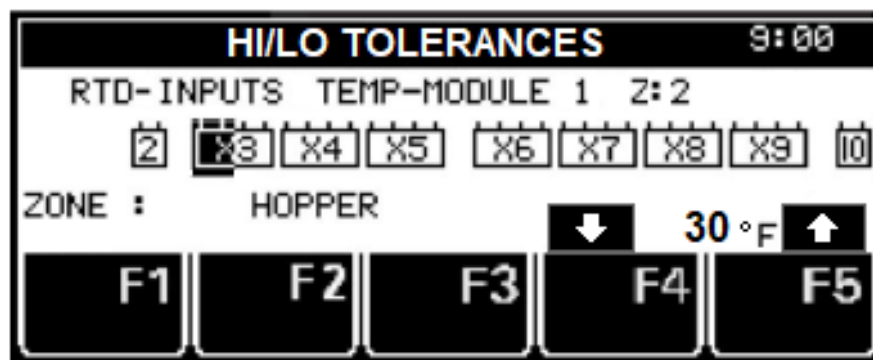 HI/LO TOLERANCES 9:00
RTD-INPUTS TEMP-MODULE 1 Z:2
2 X3 X4 X5 X6 X7 X8 X9 10
ZONE : HOPPER
30 °F
F1 F2 F3 F4 F5